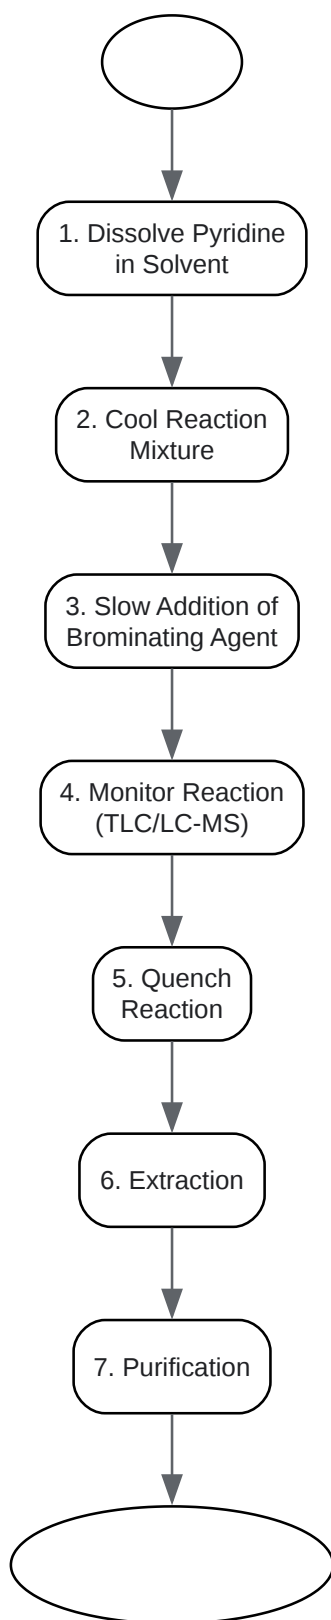 1. Dissolve Pyridine
in Solvent
2. Cool Reaction
Mixture
3. Slow Addition of
Brominating Agent
4. Monitor Reaction
(TLC/LC-MS)
5. Quench
Reaction
6. Extraction
7. Purification